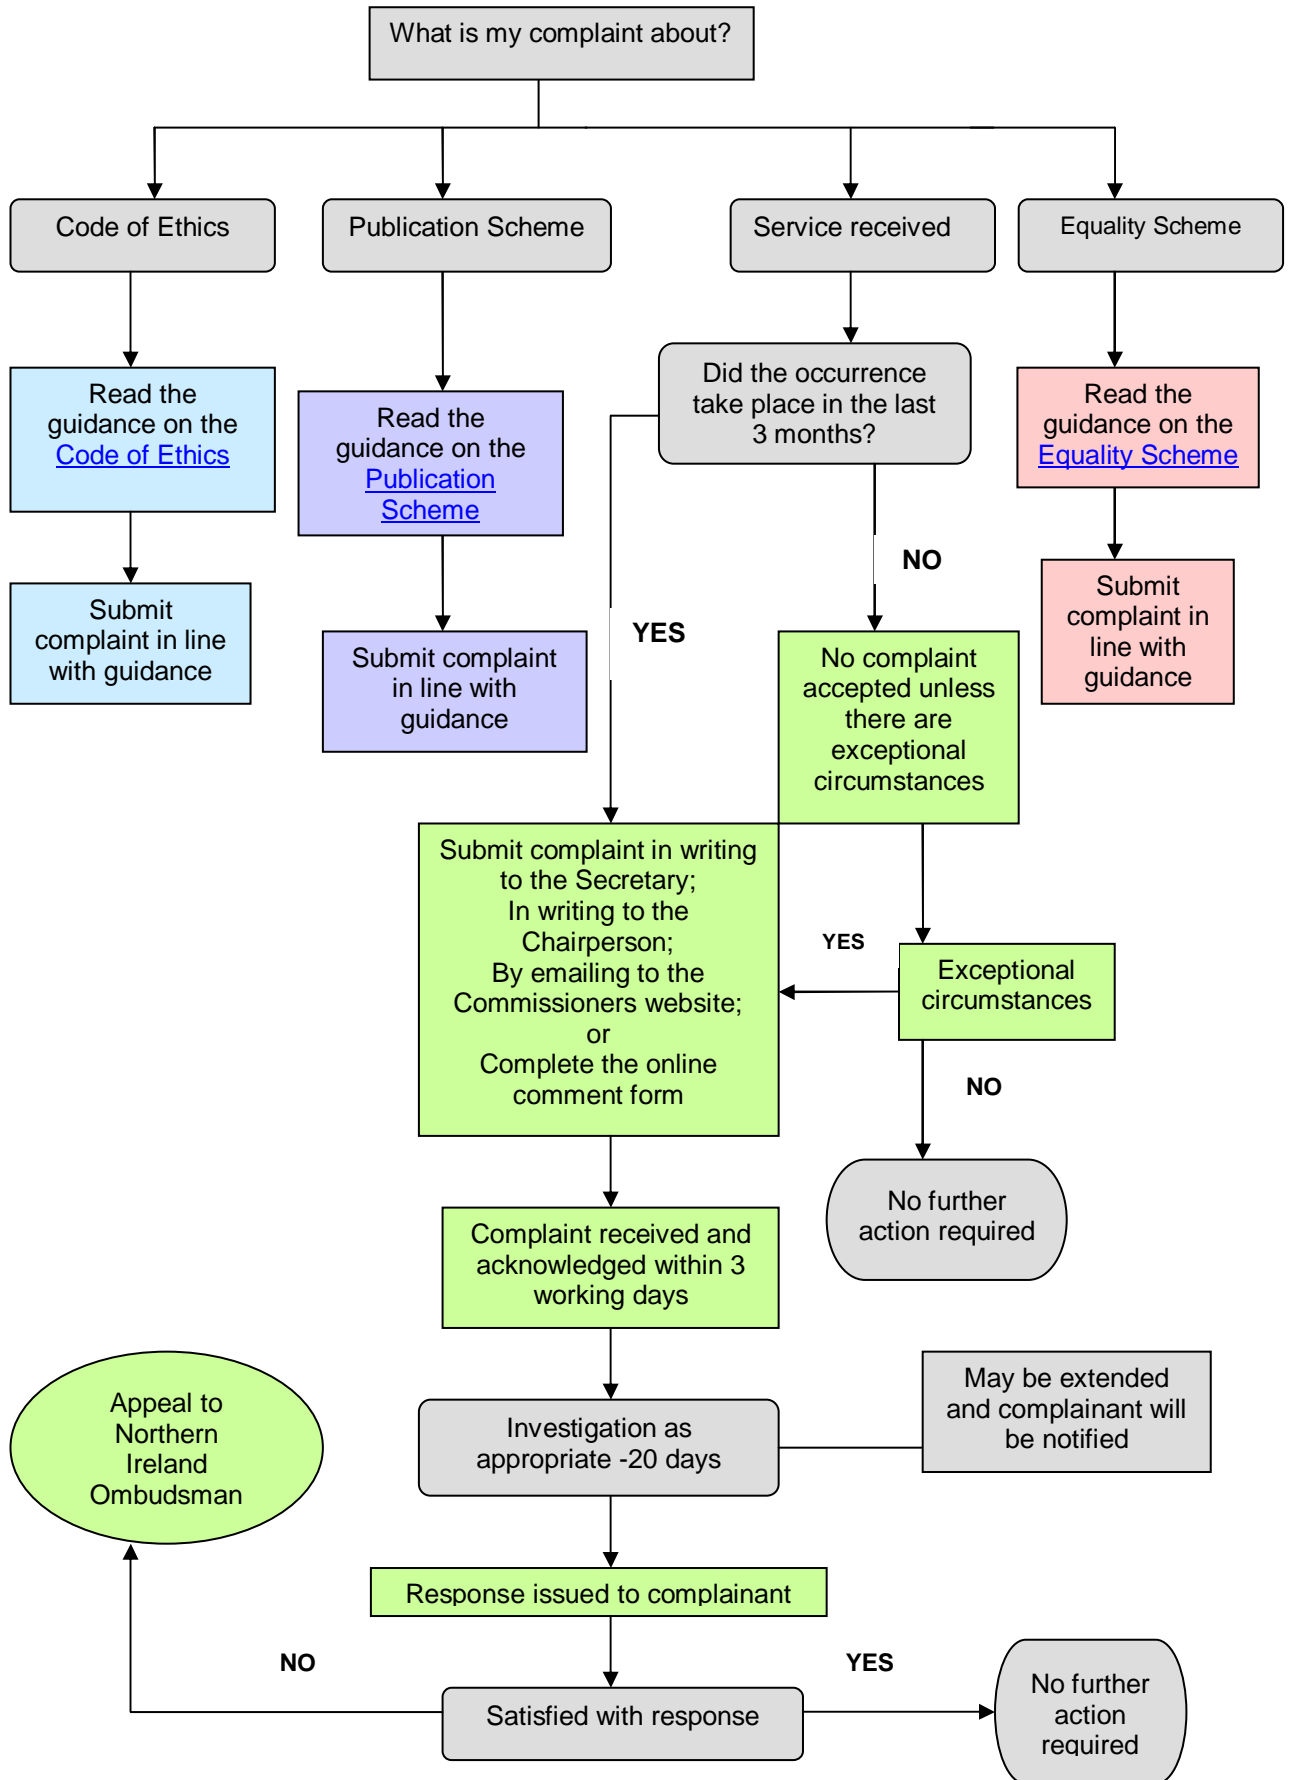 What is my complaint about?
Code of Ethics
Publication Scheme
Service received
Equality Scheme
Read the
guidance on the
Code of Ethics
Read the
guidance on the
Publication
Scheme
Did the occurrence
take place in the last
3 months?
Read the
guidance on the
Equality Scheme
NO
YES
Submit
complaint in line
with guidance
Submit complaint
in line with
guidance
No complaint
accepted unless
there are
exceptional
circumstances
Submit
complaint in
line with
guidance
Submit complaint in writing
to the Secretary;
In writing to the
Chairperson;
By emailing to the
Commissioners website;
or
Complete the online
comment form
YES
Exceptional
circumstances
NO
No further
action required
Complaint received and
acknowledged within 3
working days
Appeal to
Northern
Ireland
Ombudsman
Investigation as
appropriate -20 days
May be extended
and complainant will
be notified
Response issued to complainant
NO
YES
Satisfied with response
No further
action
required